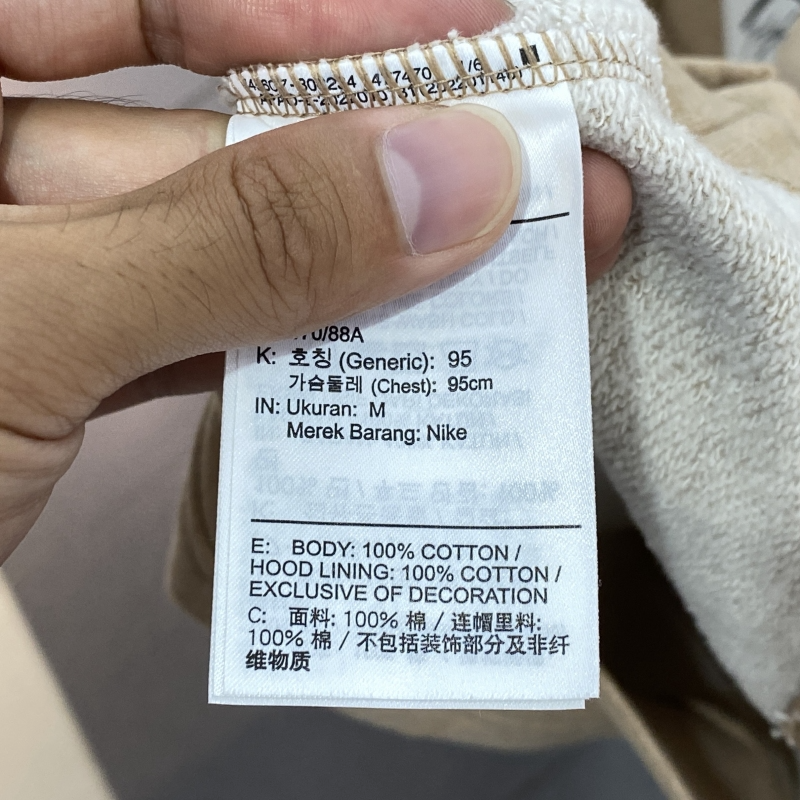 170/88A
K: 호칭 (Generic): 95
가슴둘레 (Chest): 95cm
IN: Ukuran: M
Merek Barang: Nike
E: BODY: 100% COTTON /
HOOD LINING: 100% COTTON /
EXCLUSIVE OF DECORATION
C: 面料: 100% 棉 / 连帽里料:
100% 棉 / 不包括装饰部分及非纤
维物质